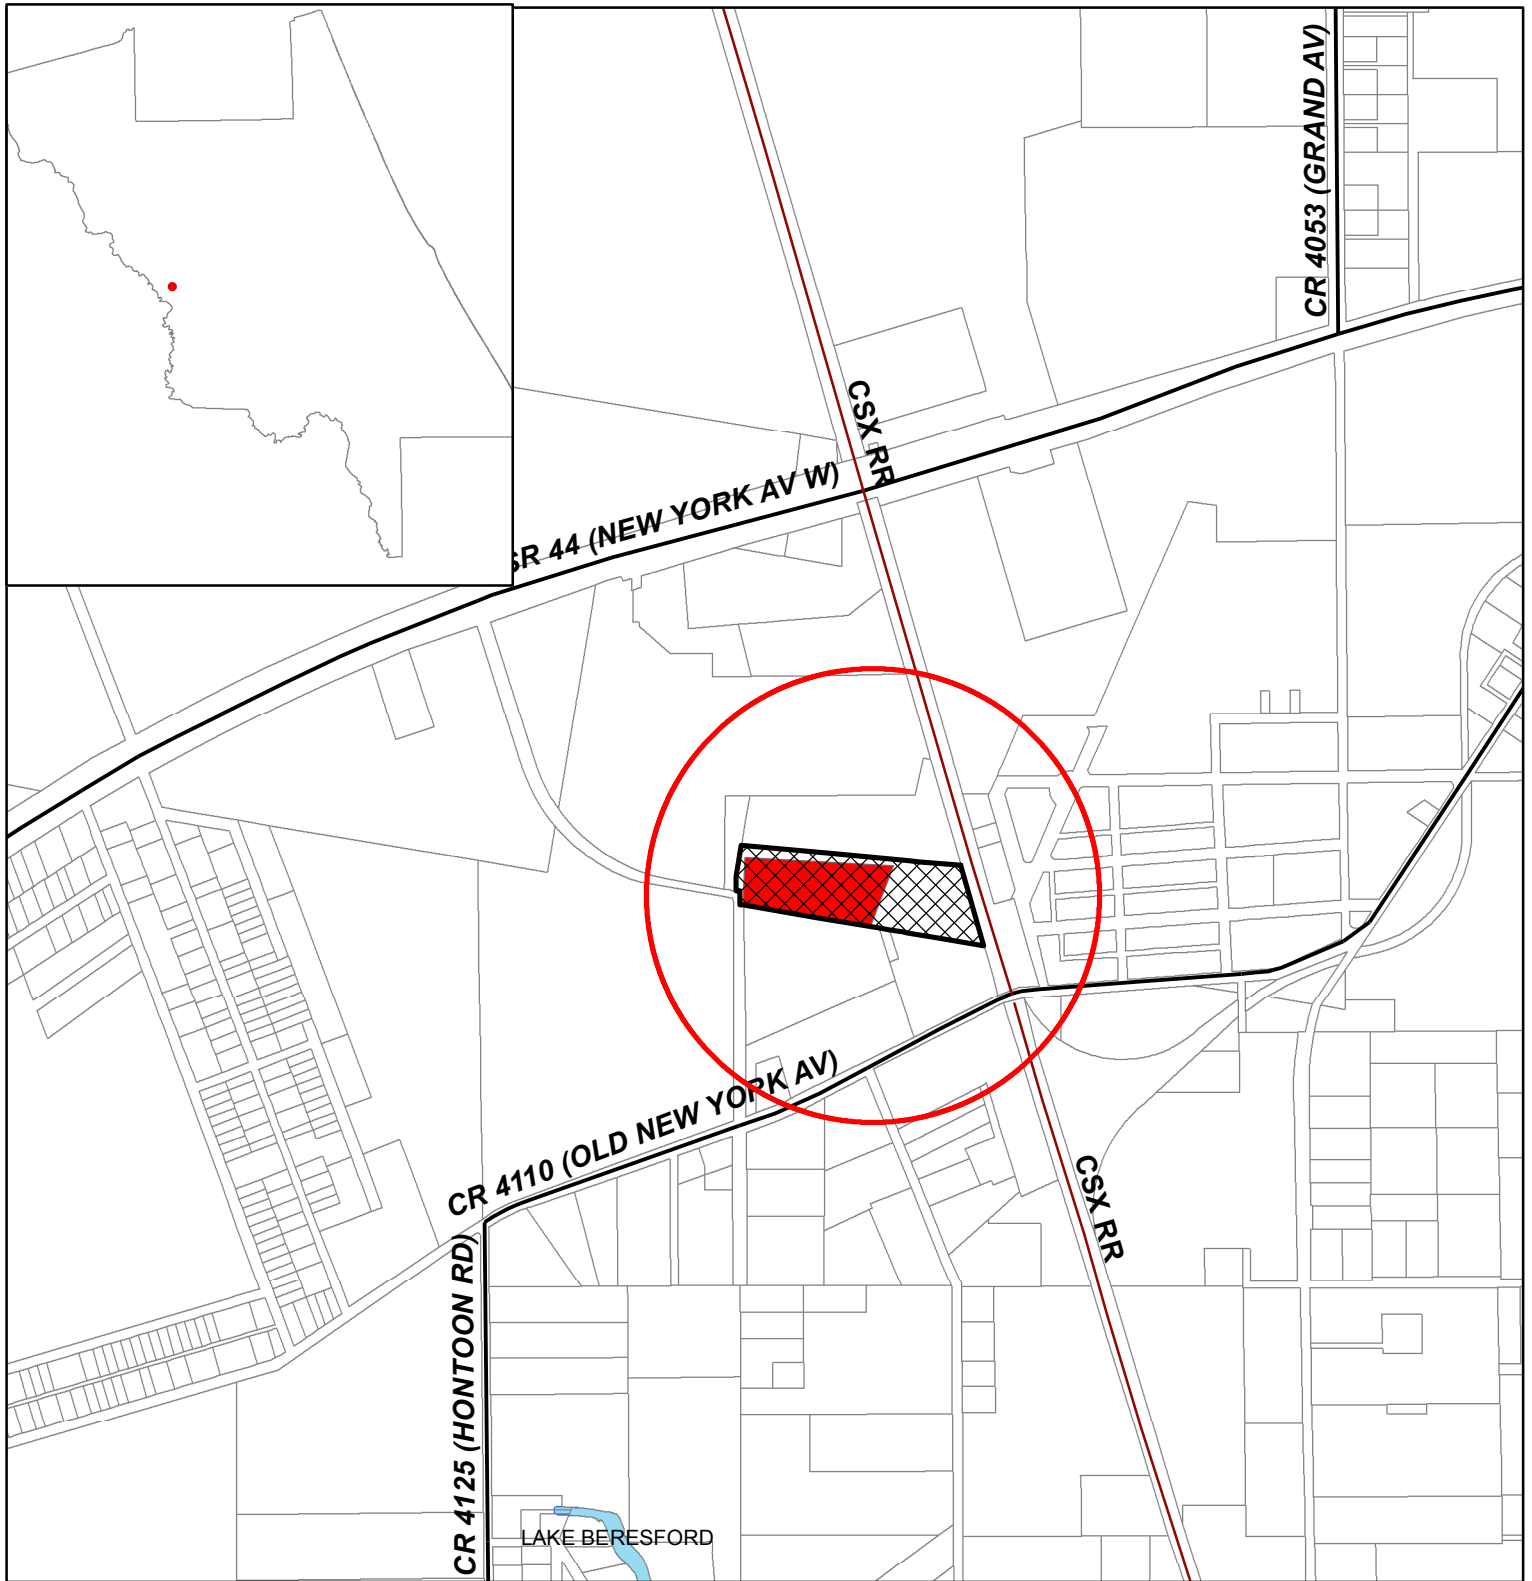 CR 4053 (GRAND AV)
CSX RR
SR 44 (NEW YORK AV W)
CR 4110 (OLD NEW YORK AV)
CSX RR
CR 4125 (HONTOON RD)
LAKE BERESFORD